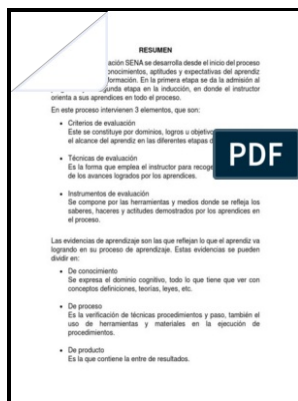 RESUMEN
ación SENA se desarrolla desde el inicio del proceso
onocimientos, aptitudes y expectativas del aprendiz
formación. En la primera etapa se da la admisión al
gunda etapa en la inducción, en donde el instructor
orienta a sus aprendices en todo el proceso.
En este proceso intervienen 3 elementos, que son:
• Criterios de evaluación
Este se constituye por dominios, logros u objetivo
el alcance del aprendiz en las diferentes etapas d
PDF
• Técnicas de evaluación
Es la forma que emplea el instructor para recoge
de los avances logrados por los aprendices.
• Instrumentos de evaluación
Se compone por las herramientas y medios donde se refleja los
saberes, haceres y actitudes demostrados por los aprendices en
el proceso.
Las evidencias de aprendizaje son las que reflejan lo que el aprendiz va
logrando en su proceso de aprendizaje. Estas evidencias se pueden
dividir en:
• De conocimiento
Se expresa el dominio cognitivo, todo lo que tiene que ver con
conceptos definiciones, teorías, leyes, etc.
• De proceso
Es la verificación de técnicas procedimientos y paso, también el
uso de herramientas y materiales en la ejecución de
procedimientos.
• De producto
Es la que contiene la entre de resultados.